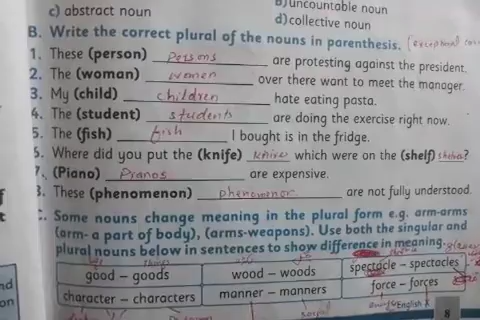 b) uncountable noun
c) abstract noun
d) collective noun
B. Write the correct plural of the nouns in parenthesis.
1. These (person) persons are protesting against the president.
2. The (woman) women over there want to meet the manager.
3. My (child) children hate eating pasta.
4. The (student) students are doing the exercise right now.
5. The (fish) fish I bought is in the fridge.
6. Where did you put the (knife) which were on the (shelf) ?
7. (Piano) Pianos are expensive.
8. These (phenomenon) phenomenon are not fully understood.
C. Some nouns change meaning in the plural form e.g. arm-arms
(arm- a part of body), (arms-weapons). Use both the singular and
plural nouns below in sentences to show difference in meaning.
good – goods wood – woods spectacle – spectacles
character – characters manner – manners force – forces
English
8